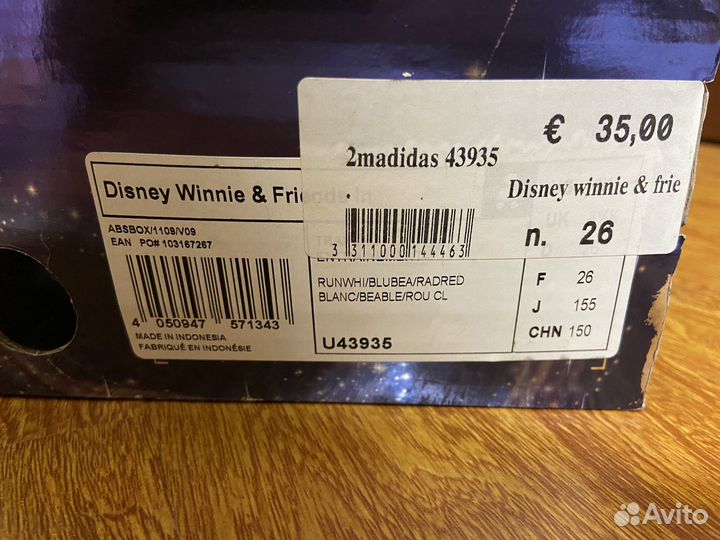 € 35,00
2madidas 43935
Disney winnie & frie
3 311000 144463
n. 26
Disney Winnie & In
ABSBOX/1109/V09
EAN PO# 103167267
4 050947 571343
MADE IN INDONESIA
FABRIQUÉ EN INDONÉSIE
RUNWHI/BLUBEA/RADRED
BLANC/BEABLE/ROU CL
U43935
F 26
J 155
CHN 150
Avito